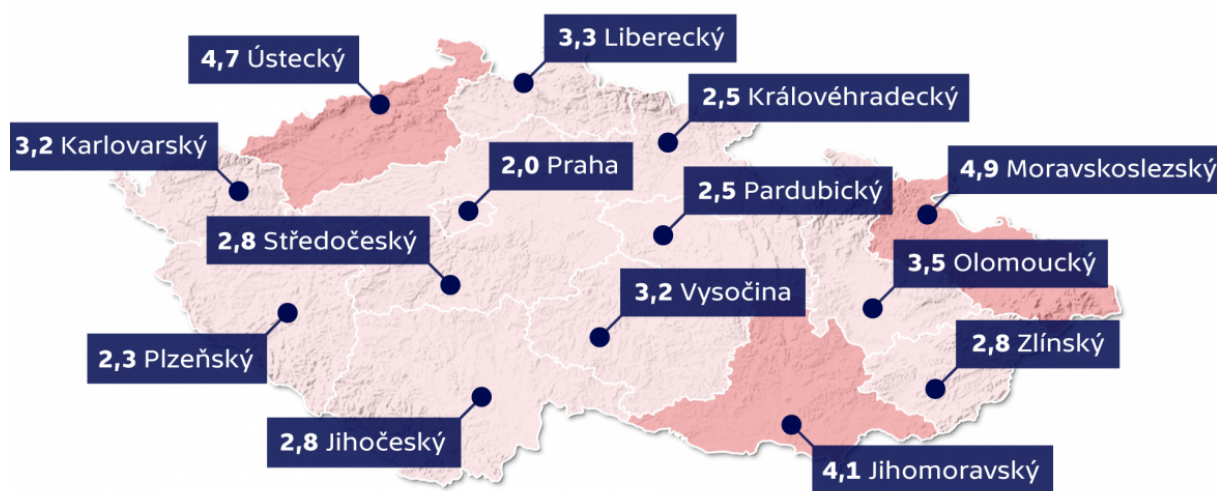 3,3 Liberecký
4,7 Ústecký
2,5 Královéhradecký
3,2 Karlovarský
2,0 Praha
4,9 Moravskoslezský
2,5 Pardubický
2,8 Středočeský
3,5 Olomoucký
3,2 Vysočina
2,3 Plzeňský
2,8 Zlínský
2,8 Jihočeský
4,1 Jihomoravský